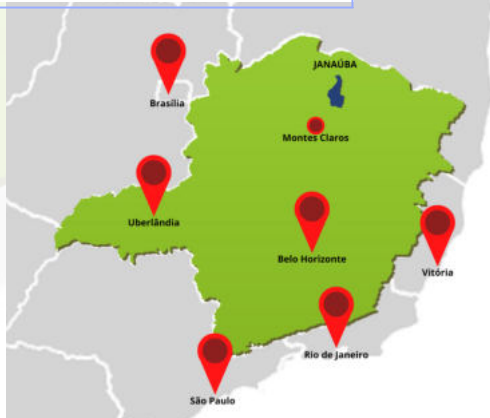 JANAÚBA
Brasília
Montes Claros
Uberlândia
Belo Horizonte
Vitória
Rio de Janeiro
São Paulo